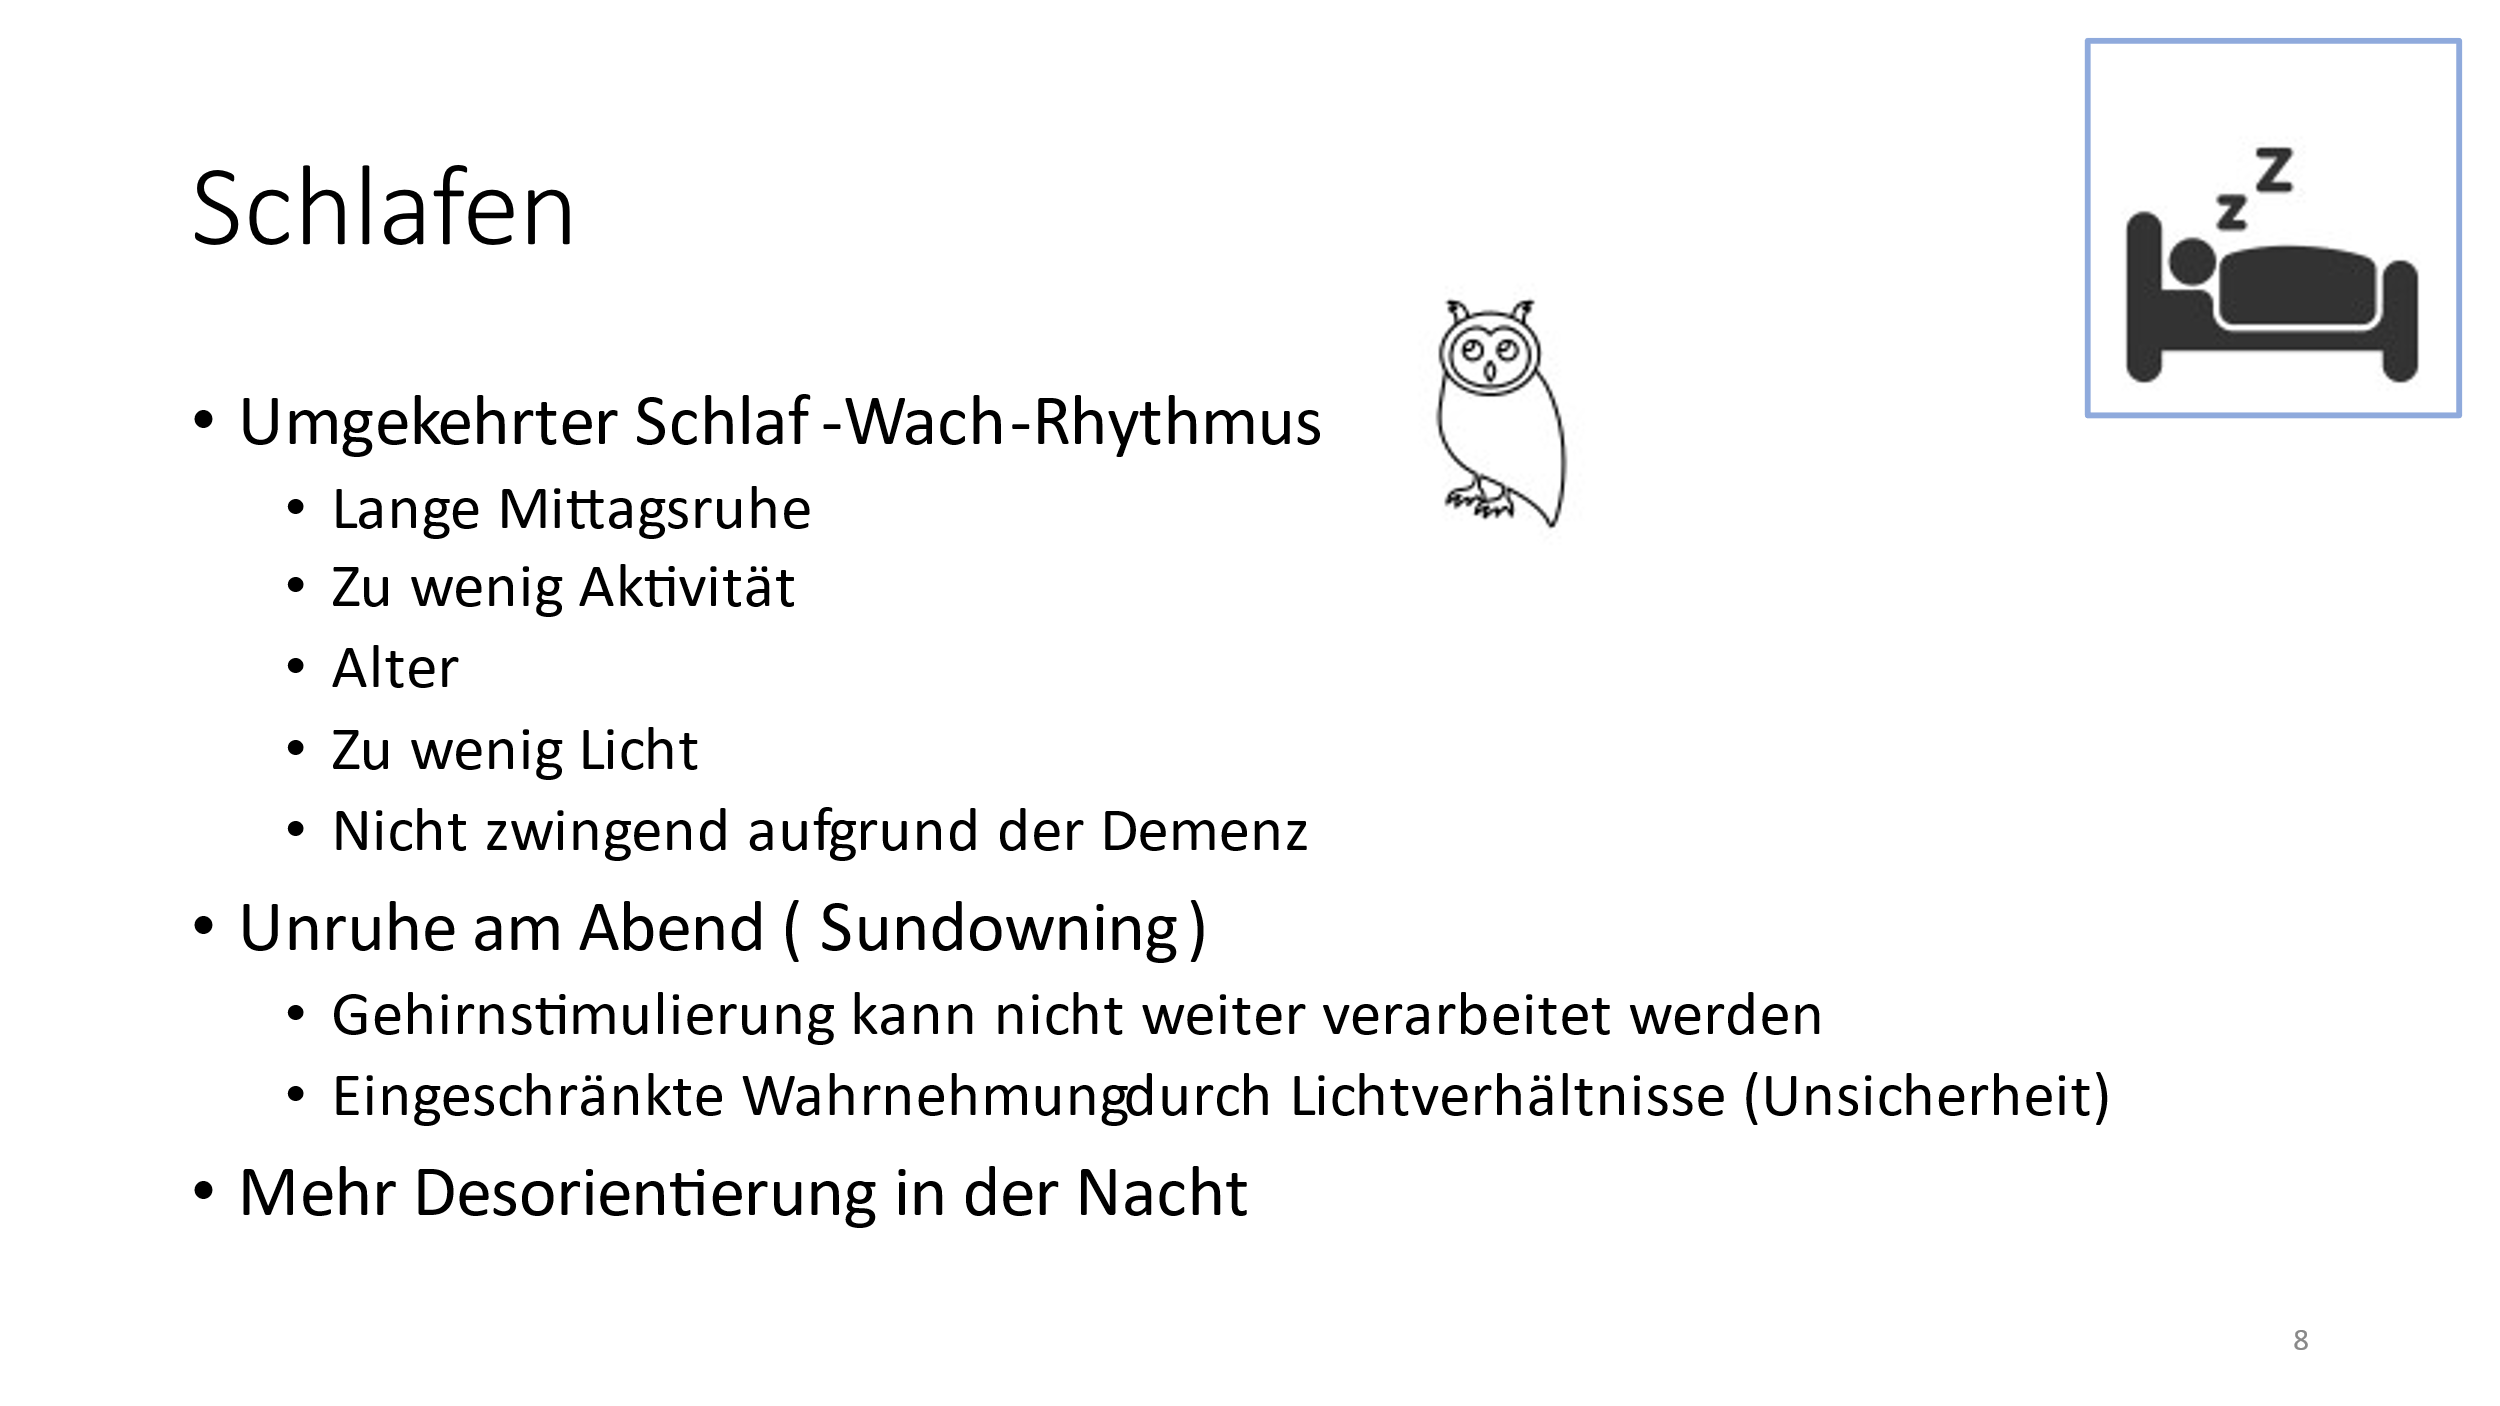 Schlafen
z z
• Umgekehrter Schlaf -Wach-Rhythmus
• Lange Mittagsruhe
• Zu wenig Aktivität
• Alter
• Zu wenig Licht
• Nicht zwingend aufgrund der Demenz
• Unruhe am Abend ( Sundowning )
• Gehirnstimulierung kann nicht weiter verarbeitet werden
• Eingeschränkte Wahrnehmungdurch Lichtverhältnisse (Unsicherheit)
• Mehr Desorientierung in der Nacht
8